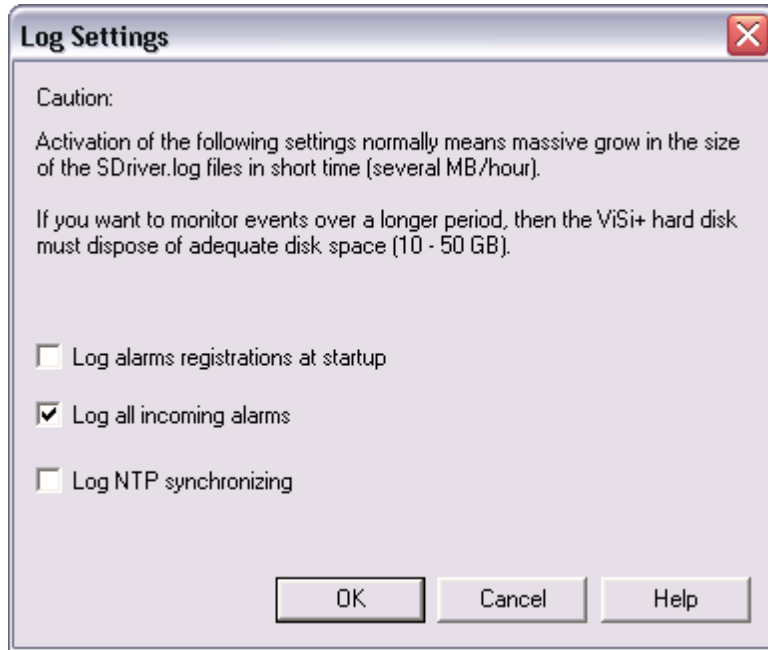 Log Settings
Caution:
Activation of the following settings normally means massive grow in the size
of the SDriver.log files in short time (several MB/hour).
If you want to monitor events over a longer period, then the ViSi+ hard disk
must dispose of adequate disk space (10 - 50 GB).
Log alarms registrations at startup
Log all incoming alarms
Log NTP synchronizing
OK Cancel Help